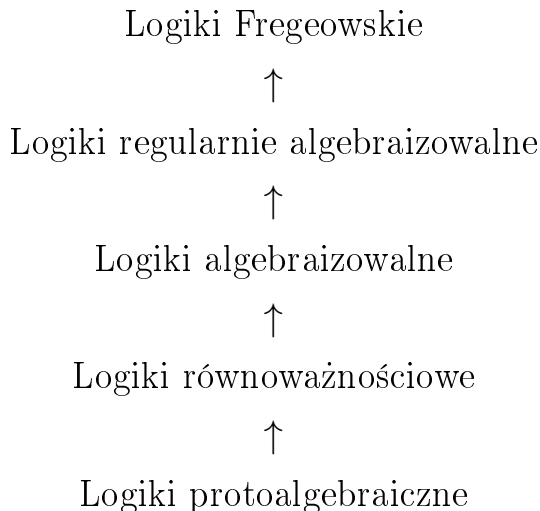 Logiki Fregeowskie
↑
Logiki regularnie algebraizowalne
↑
Logiki algebraizowalne
↑
Logiki równoważnościowe
↑
Logiki protoalgebraiczne